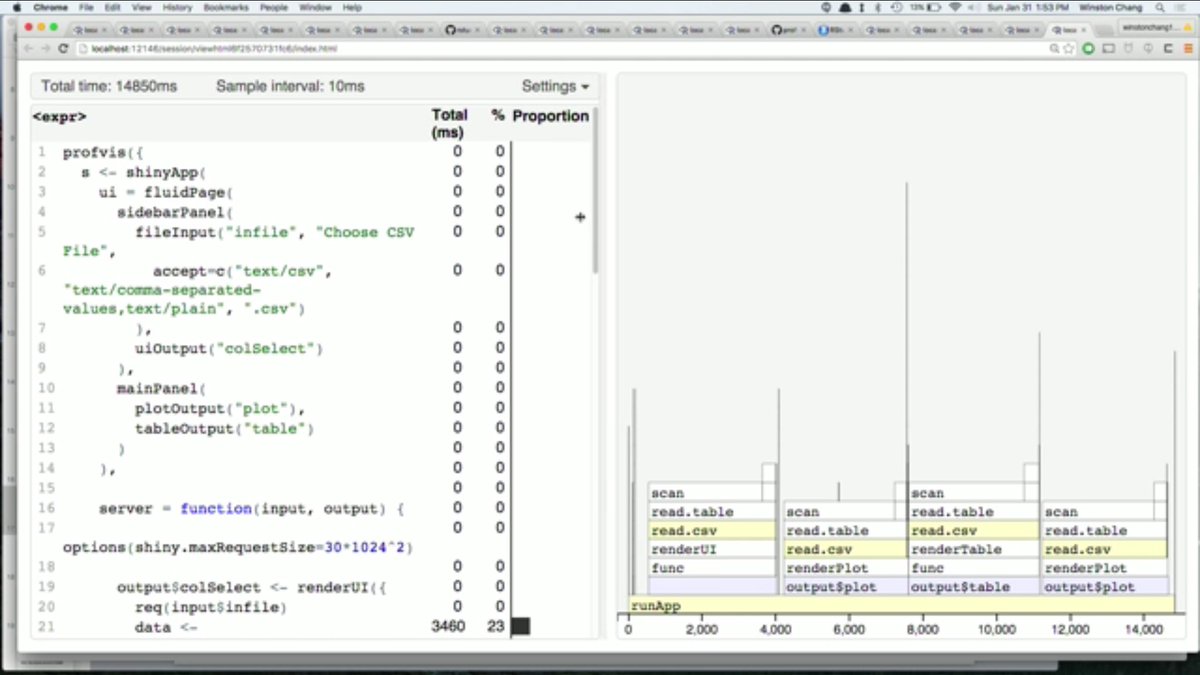 Chrome File Edit View History Bookmarks People Window Help
13% Sun Jan 31 1:53 PM Winston Chang
Total time: 14850ms Sample interval: 10ms Settings
<expr> Total (ms) % Proportion
1 profvis({ 0 0
2 s <- shinyApp( 0 0
3 ui = fluidPage( 0 0
4 sidebarPanel( 0 0
5 fileInput("infile", "Choose CSV 0 0
File",
6 accept=c("text/csv", 0 0
"text/comma-separated-
values,text/plain", ".csv")
7 ), 0 0
8 uiOutput("colSelect") 0 0
9 ), 0 0
10 mainPanel( 0 0
11 plotOutput("plot"), 0 0
12 tableOutput("table") 0 0
13 ) 0 0
14 ), 0 0
15 0 0
16 server = function(input, output) { 0 0
17 0 0
options(shiny.maxRequestSize=30*1024^2)
18 0 0
19 output$colSelect <- renderUI({ 0 0
20 req(input$infile) 0 0
21 data <- 3460 23
scan scan
read.table scan read.table scan
read.csv read.table read.csv read.table
renderUI read.csv renderTable read.csv
func renderPlot func renderPlot
output$plot output$table output$plot
runApp
0 2,000 4,000 6,000 8,000 10,000 12,000 14,000